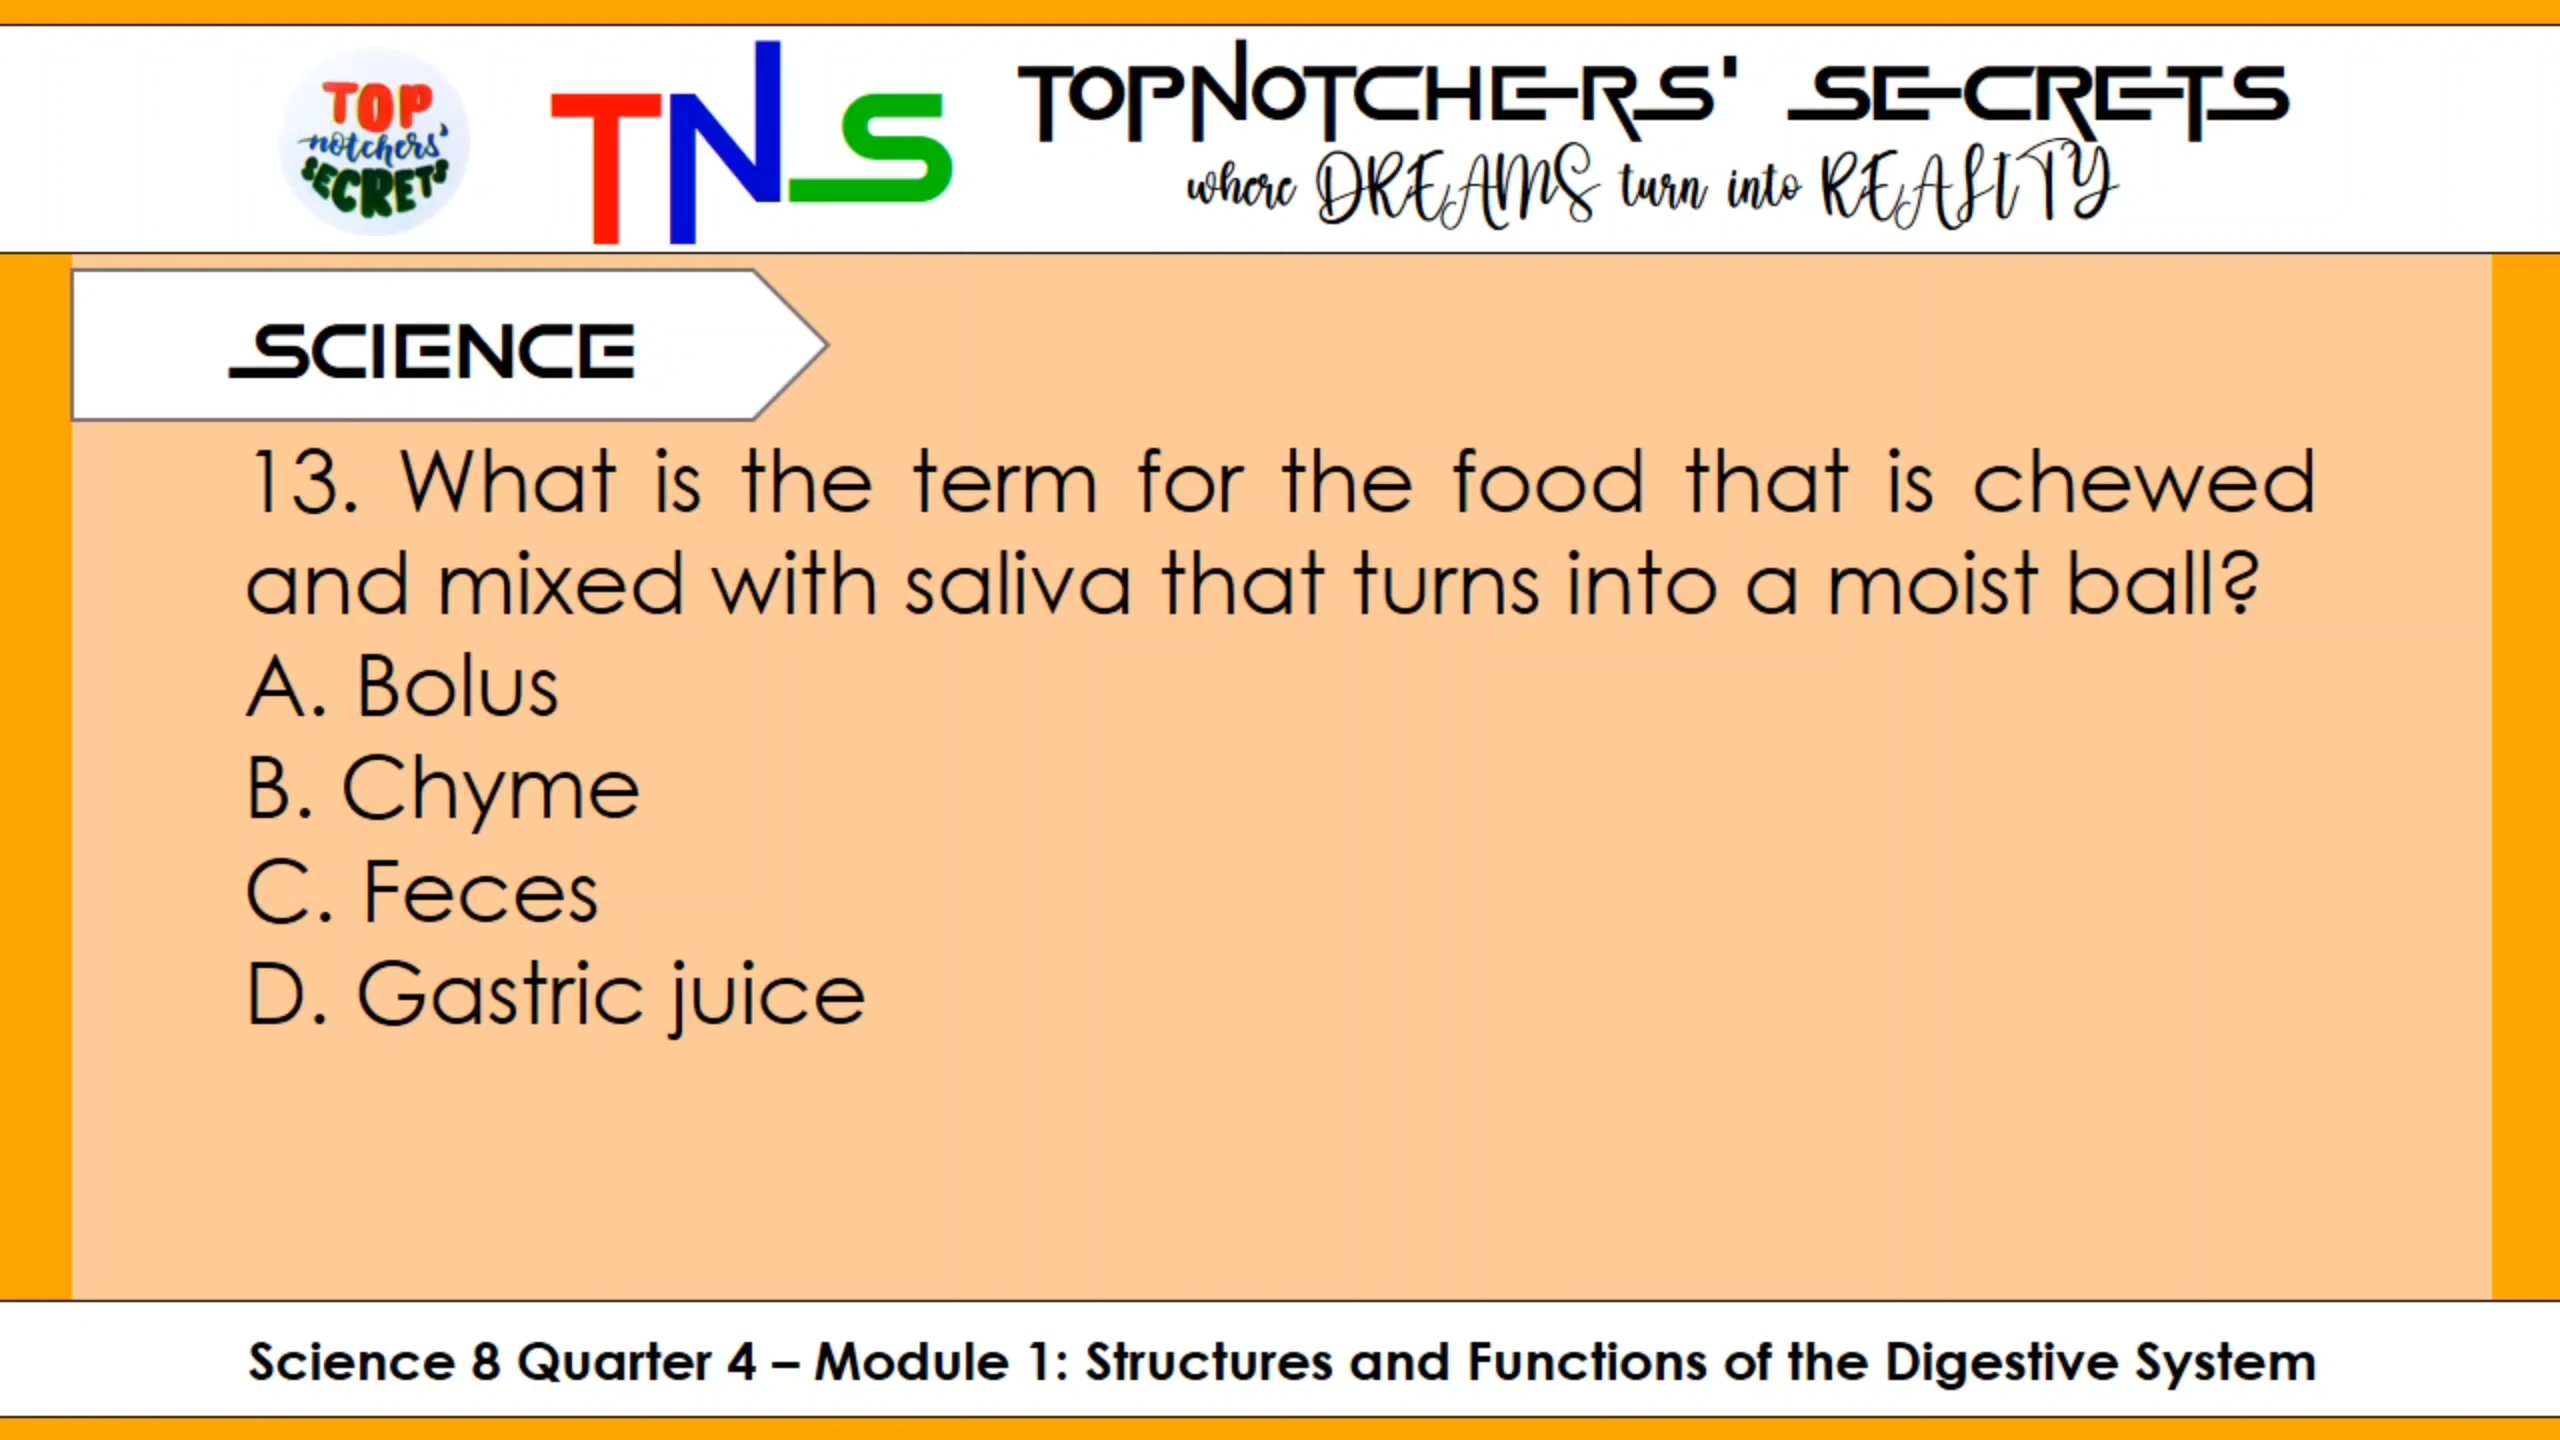 TOP
notchers'
SECRETS
TNS
TOPNOTCHERS' SECRETS
where DREAMS turn into REALITY
SCIENCE
13. What is the term for the food that is chewed
and mixed with saliva that turns into a moist ball?
A. Bolus
B. Chyme
C. Feces
D. Gastric juice
Science 8 Quarter 4 – Module 1: Structures and Functions of the Digestive System